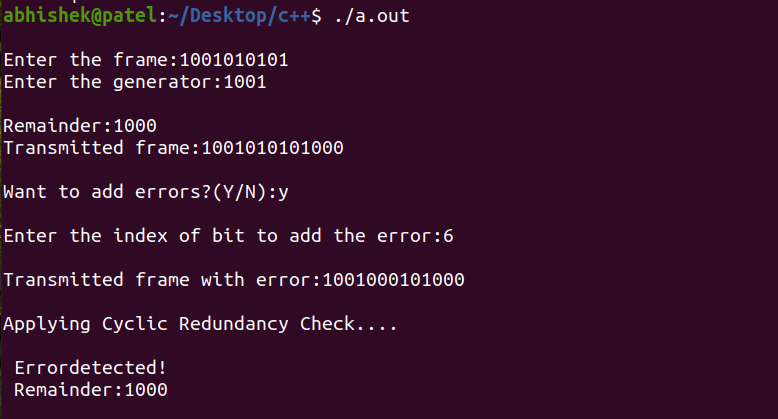 abhishek@patel:~/Desktop/c++$ ./a.out
Enter the frame:1001010101
Enter the generator:1001
Remainder:1000
Transmitted frame:1001010101000
Want to add errors?(Y/N):y
Enter the index of bit to add the error:6
Transmitted frame with error:1001000101000
Applying Cyclic Redundancy Check....
Errordetected!
Remainder:1000